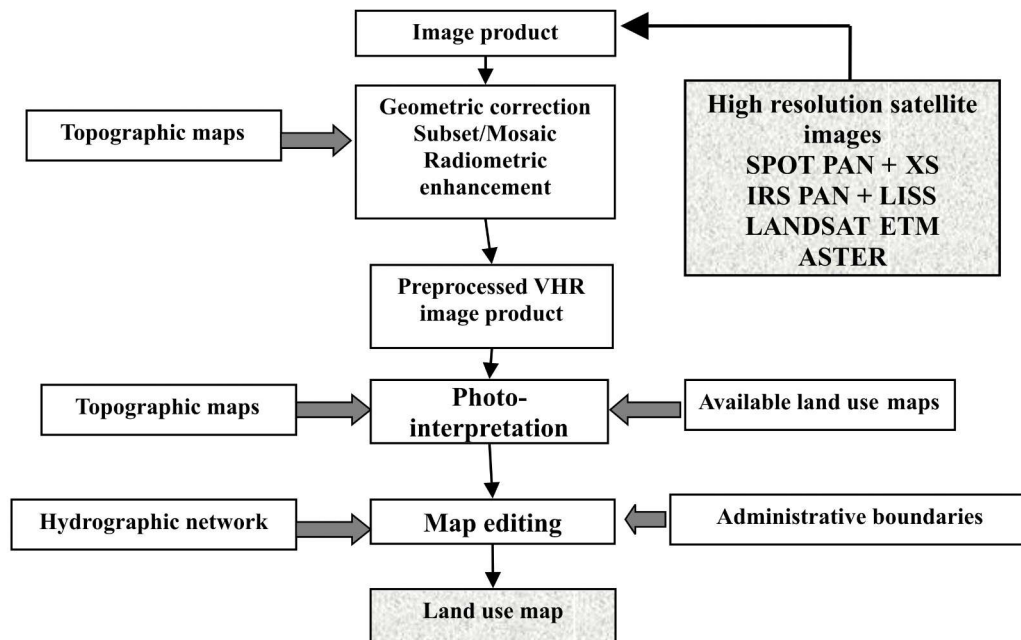 Image product
High resolution satellite
images
SPOT PAN + XS
IRS PAN + LISS
LANDSAT ETM
ASTER
Topographic maps
Geometric correction
Subset/Mosaic
Radiometric
enhancement
Preprocessed VHR
image product
Topographic maps
Photo-
interpretation
Available land use maps
Hydrographic network
Map editing
Administrative boundaries
Land use map